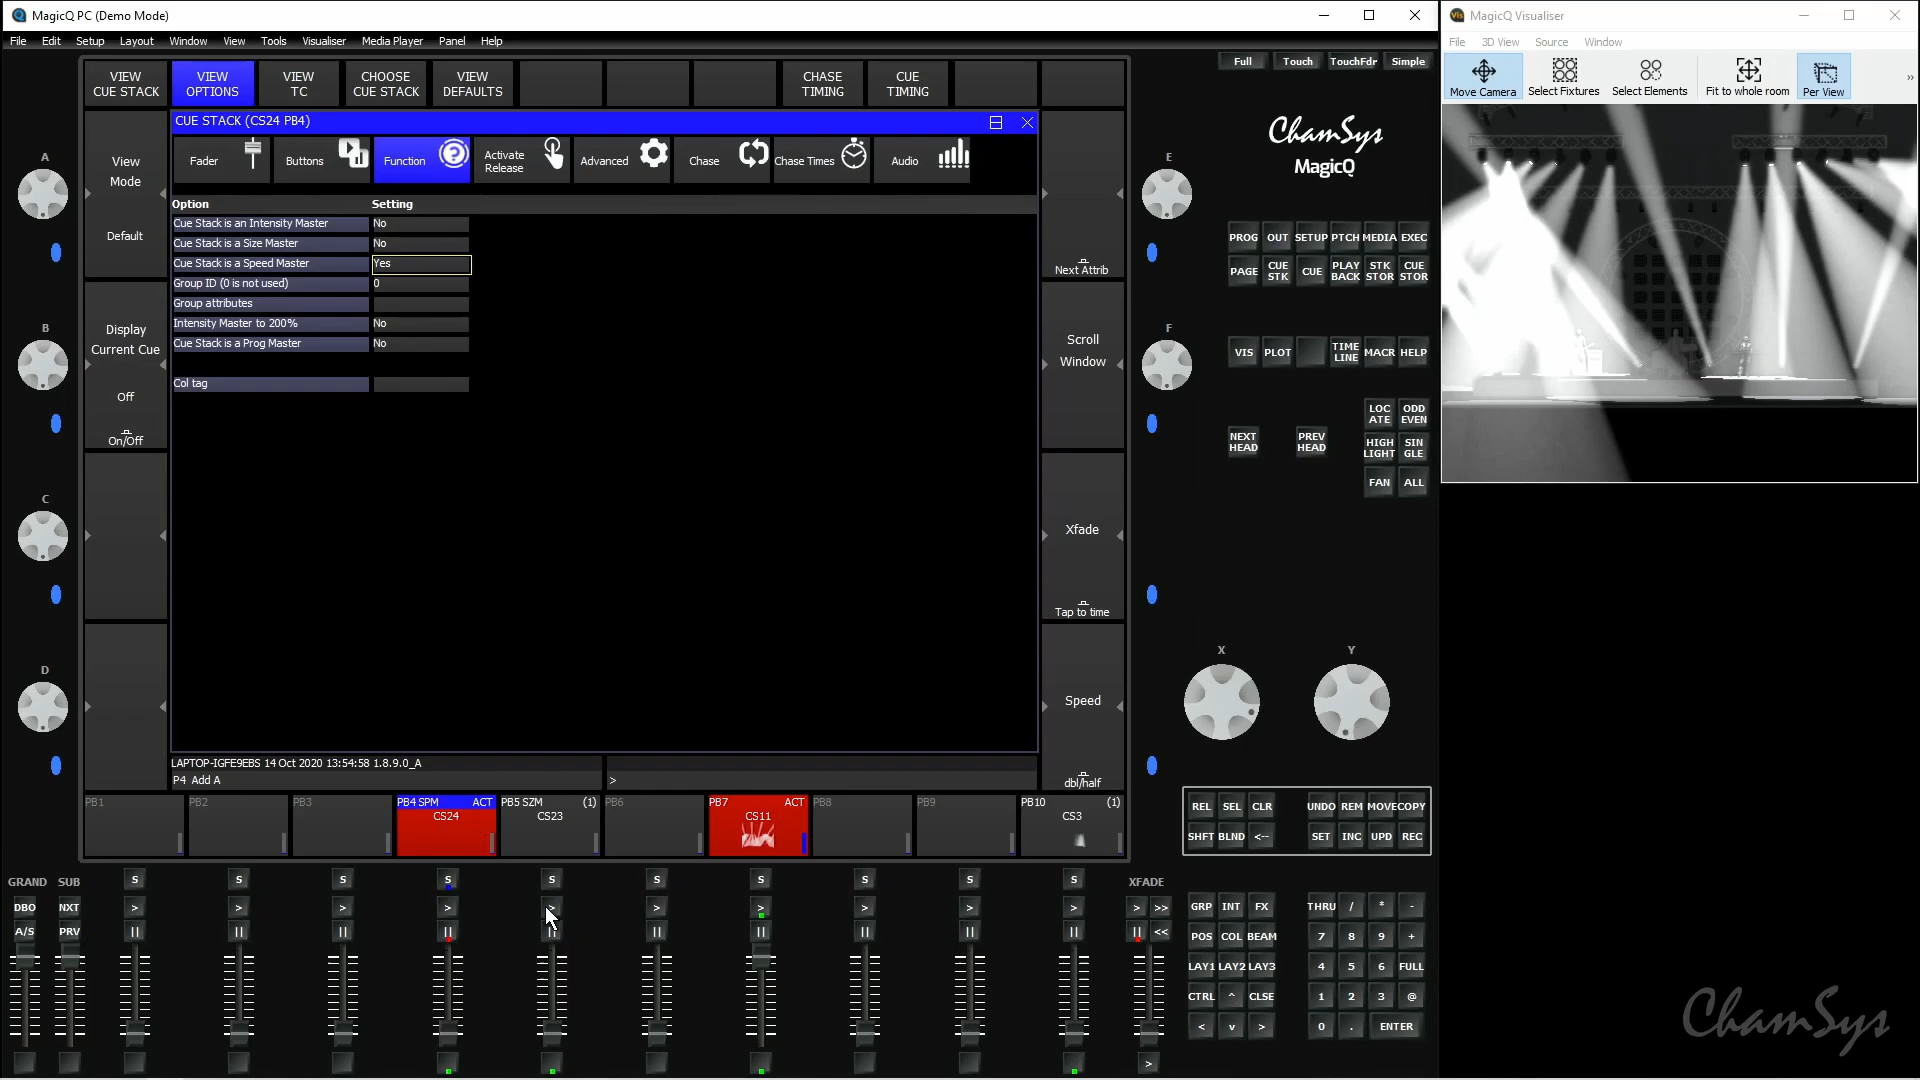 MagicQ PC (Demo Mode)
File Edit Setup Layout Window View Tools Visualiser Media Player Panel Help
VIEW CUE STACK
VIEW OPTIONS
VIEW TC
CHOOSE CUE STACK
VIEW DEFAULTS
CHASE TIMING
CUE TIMING
Full Touch TouchFdr Simple
CUE STACK (CS24 PB4)
Fader
Buttons
Function
Activate Release
Advanced
Chase
Chase Times
Audio
Option Setting
Cue Stack is an Intensity Master No
Cue Stack is a Size Master No
Cue Stack is a Speed Master Yes
Group ID (0 is not used) 0
Group attributes
Intensity Master to 200% No
Cue Stack is a Prog Master No
Col tag
A
View
Mode
Default
B
Display
Current Cue
Off
On/Off
C
D
Next Attrib
Scroll
Window
Xfade
Tap to time
Speed
dbl/half
E
F
LAPTOP-IGFE9EBS 14 Oct 2020 13:54:58 1.8.9.0_A
P4 Add A
>
PB1
PB2
PB3
PB4 SPM ACT
CS24
PB5 SZM (1)
CS23
PB6
PB7 ACT
CS11
PB8
PB9
PB10 (1)
CS3
GRAND SUB
S S S S S S S S S S
XFADE
DBO NXT > > > > > > > > > > >>
A/S PRV << 
>
ChamSys
MagicQ
PROG OUT SETUP PTCH MEDIA EXEC
PAGE CUE STK CUE PLAY BACK STK STOR CUE STOR
VIS PLOT TIME LINE MACR HELP
LOC ATE ODD EVEN
NEXT HEAD PREV HEAD HIGH LIGHT SIN GLE
FAN ALL
X Y
REL SEL CLR UNDO REM MOVE COPY
SHFT BLND <-- SET INC UPD REC
GRP INT FX THRU / * -
POS COL BEAM 7 8 9 +
LAY1 LAY2 LAY3 4 5 6 FULL
CTRL ^ CLSE 1 2 3 @
< v > 0 . ENTER
Vis MagicQ Visualiser
File 3D View Source Window
Move Camera
Select Fixtures
Select Elements
Fit to whole room
Per View
»
ChamSys